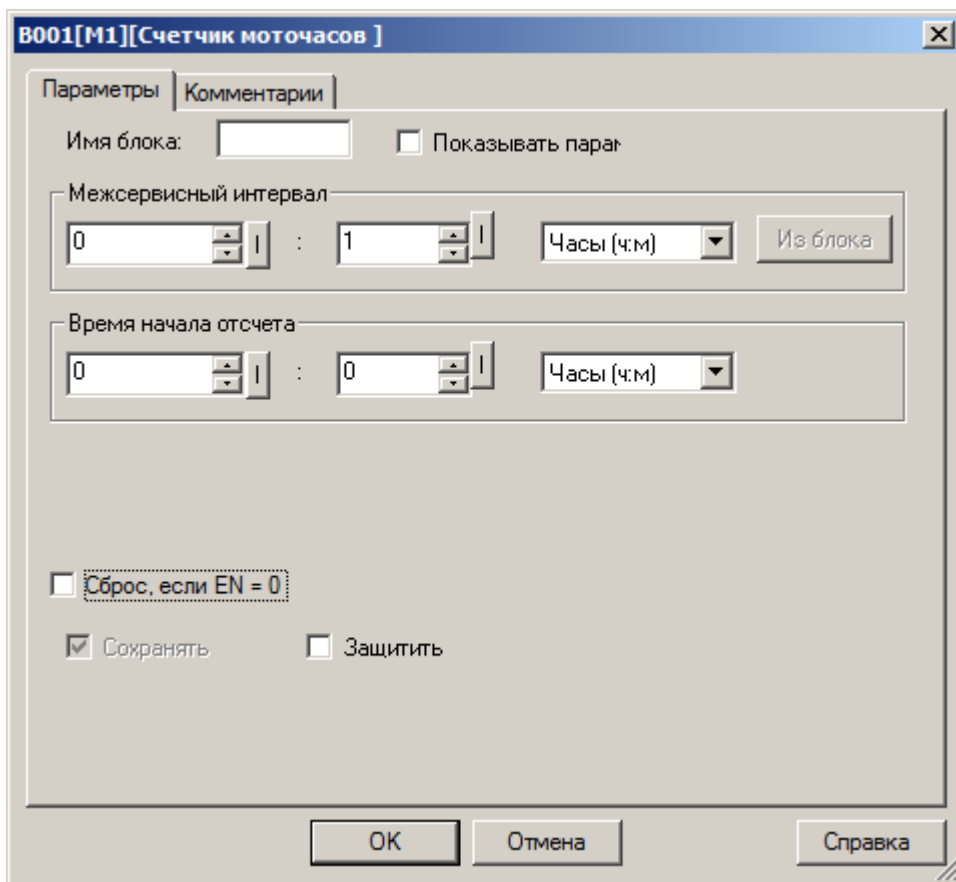 B001[M1][Счетчик моточасов ]
Параметры Комментарии
Имя блока: Показывать парам
Межсервисный интервал
0 : 1 Часы (ч:м) Из блока
Время начала отсчета
0 : 0 Часы (ч:м)
Сброс, если EN = 0
Сохранять Защитить
OK Отмена Справка